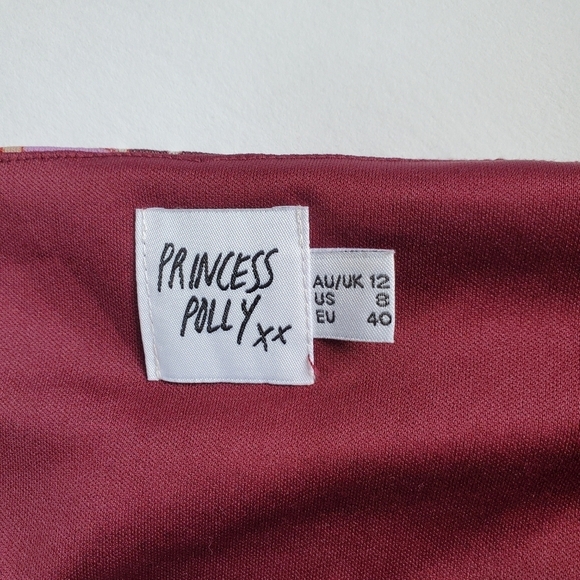 PRINCESS
POLLY xx
AU/UK 12
US 8
EU 40